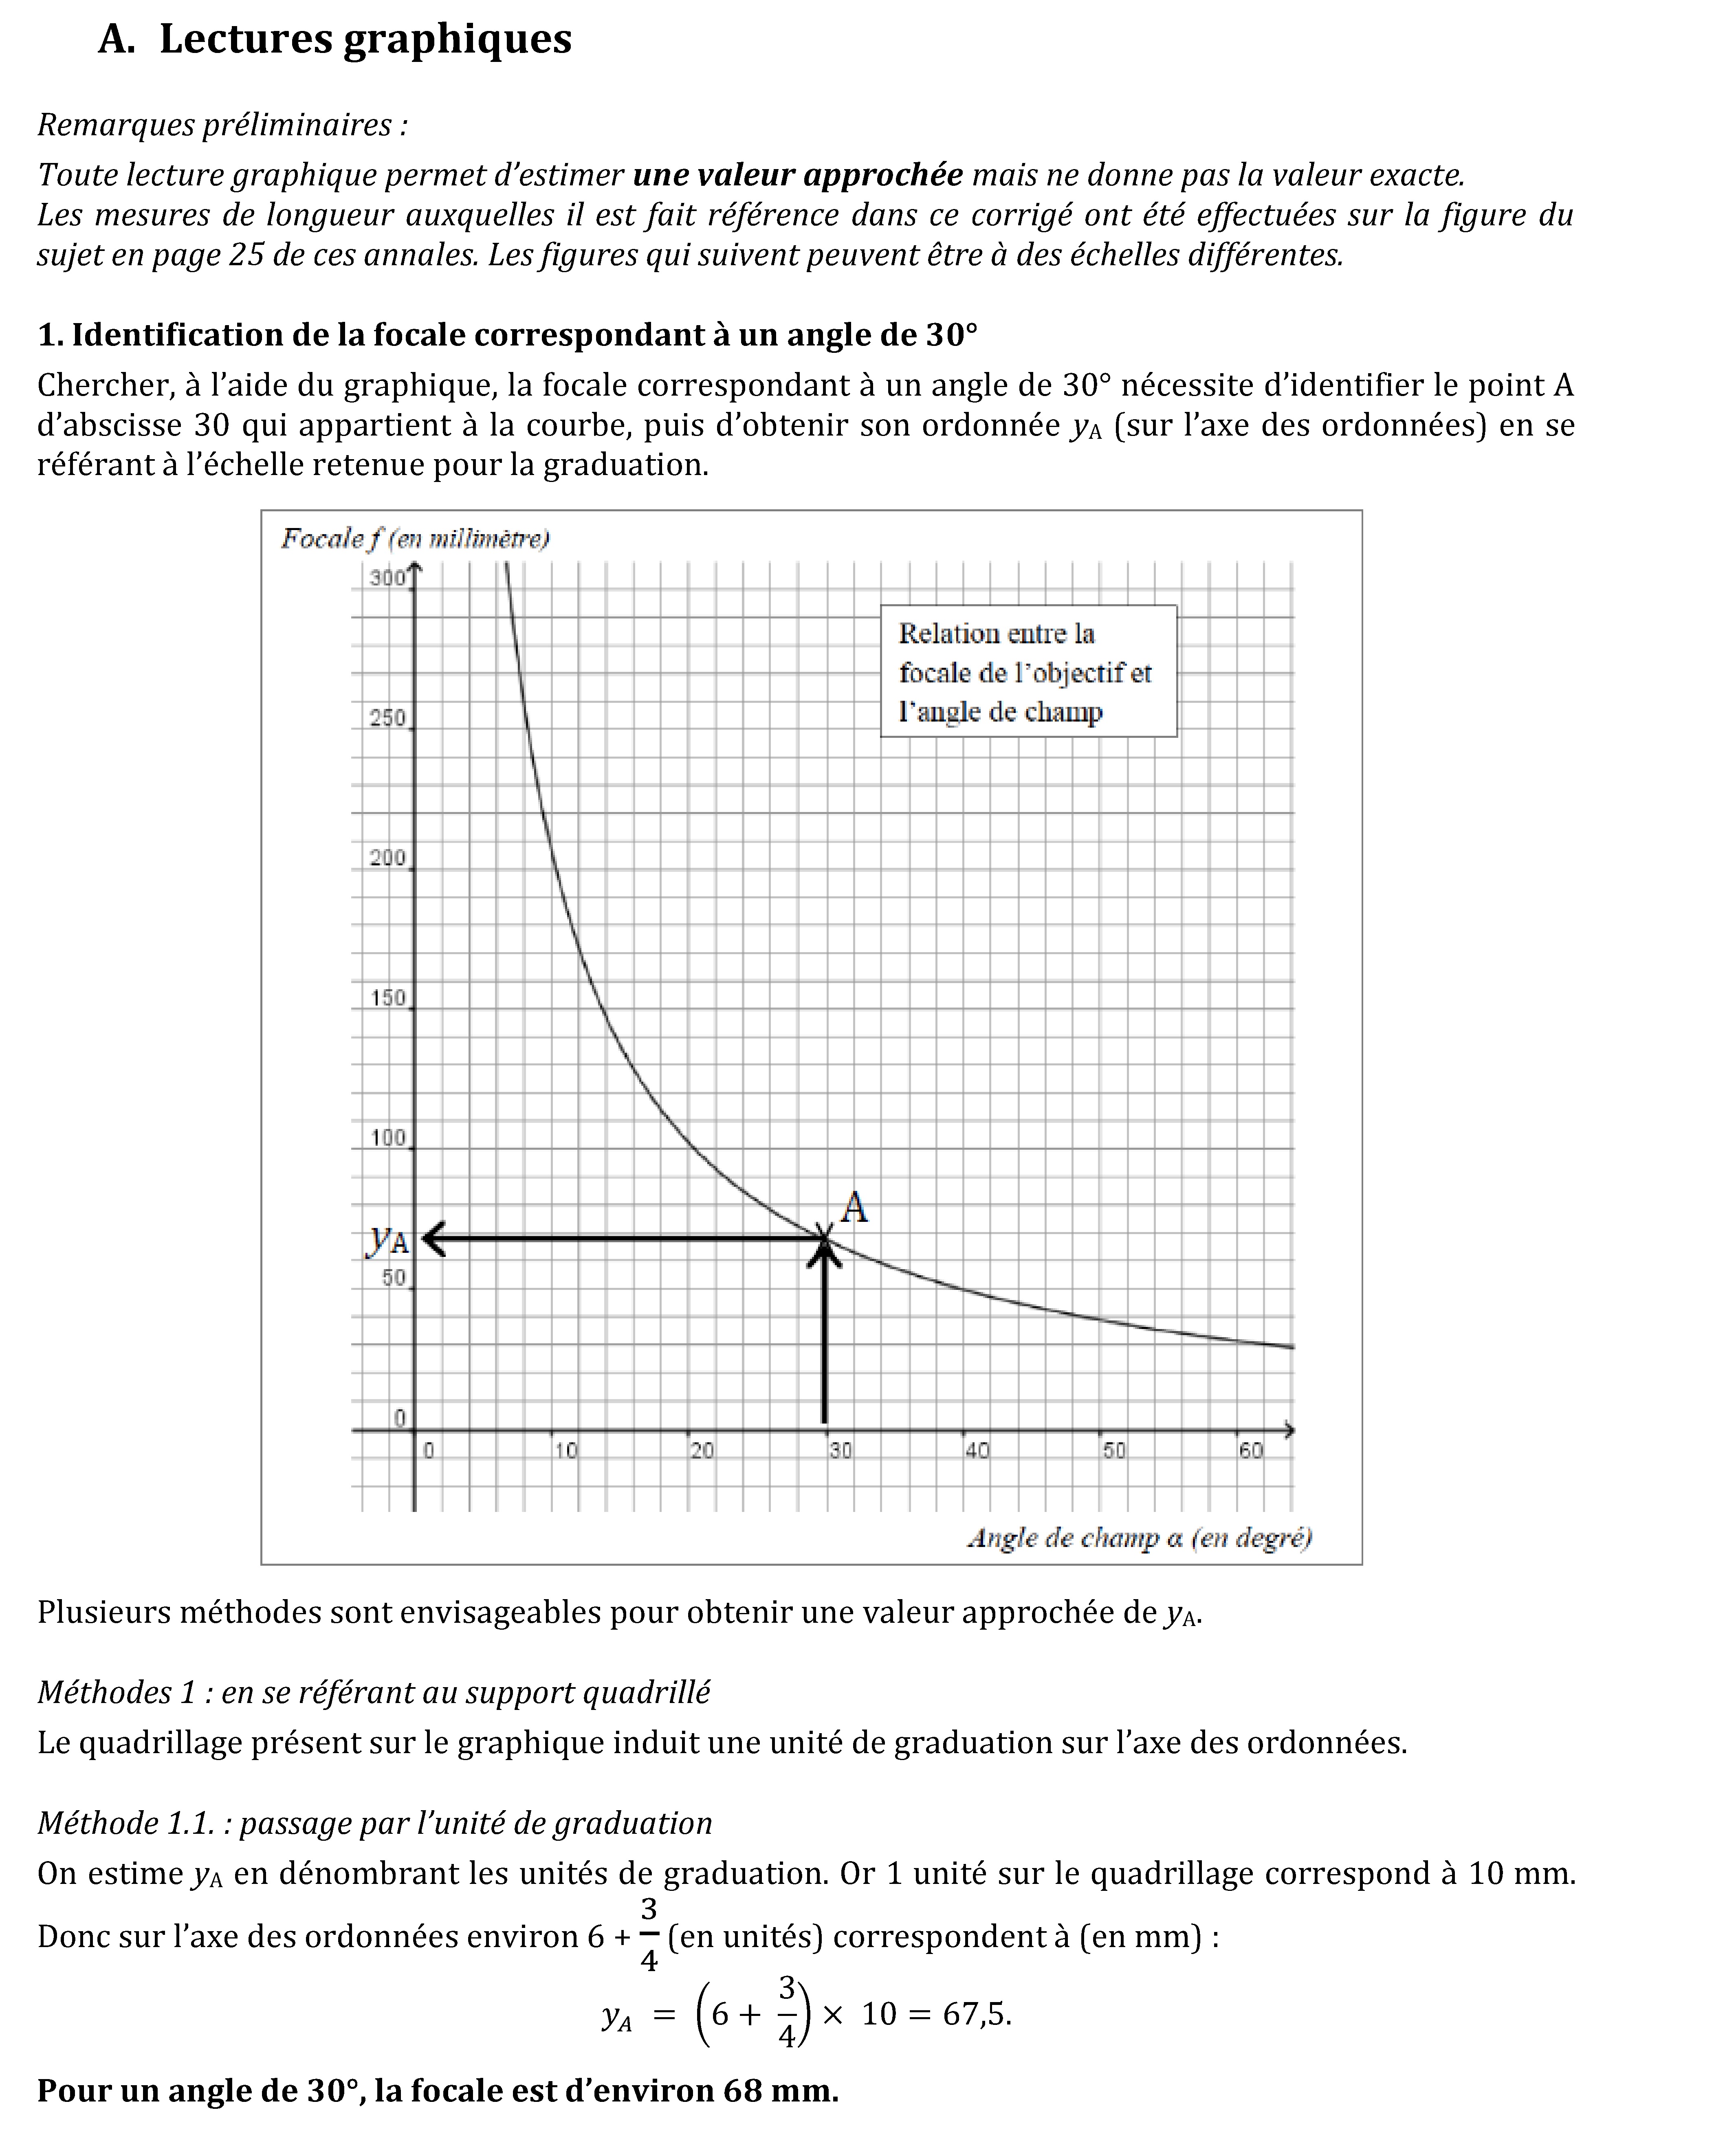 A. Lectures graphiques
Remarques préliminaires :
Toute lecture graphique permet d'estimer une valeur approchée mais ne donne pas la valeur exacte.
Les mesures de longueur auxquelles il est fait référence dans ce corrigé ont été effectuées sur la figure du
sujet en page 25 de ces annales. Les figures qui suivent peuvent être à des échelles différentes.
1. Identification de la focale correspondant à un angle de 30°
Chercher, à l'aide du graphique, la focale correspondant à un angle de 30° nécessite d'identifier le point A
d'abscisse 30 qui appartient à la courbe, puis d'obtenir son ordonnée yA (sur l'axe des ordonnées) en se
référant à l'échelle retenue pour la graduation.
Focale f (en millimètre)
300
Relation entre la
focale de l'objectif et
l'angle de champ
250
200
150
100
A
yA
50
0
0 10 20 30 40 50 60
Angle de champ α (en degré)
Plusieurs méthodes sont envisageables pour obtenir une valeur approchée de yA.
Méthodes 1 : en se référant au support quadrillé
Le quadrillage présent sur le graphique induit une unité de graduation sur l'axe des ordonnées.
Méthode 1.1. : passage par l'unité de graduation
On estime yA en dénombrant les unités de graduation. Or 1 unité sur le quadrillage correspond à 10 mm.
Donc sur l'axe des ordonnées environ 6 + 3/4 (en unités) correspondent à (en mm) :
yA = (6 + 3/4) × 10 = 67,5.
Pour un angle de 30°, la focale est d'environ 68 mm.